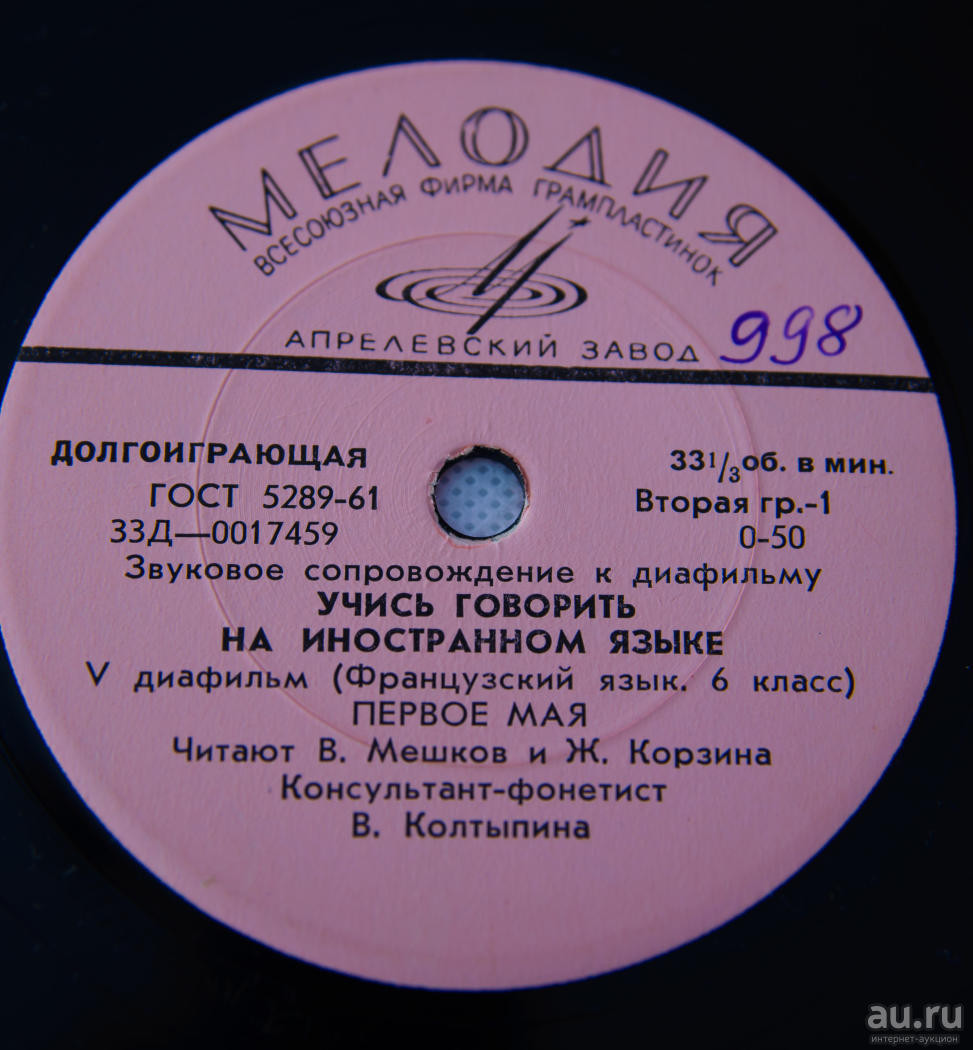 МЕЛОДИЯ
ВСЕСОЮЗНАЯ ФИРМА ГРАМПЛАСТИНОК
АПРЕЛЕВСКИЙ ЗАВОД
998
ДОЛГОИГРАЮЩАЯ
33 1/3 об. в мин.
ГОСТ 5289-61
Вторая гр.-1
33Д—0017459
0-50
Звуковое сопровождение к диафильму
УЧИСЬ ГОВОРИТЬ
НА ИНОСТРАННОМ ЯЗЫКЕ
V диафильм (Французский язык. 6 класс)
ПЕРВОЕ МАЯ
Читают В. Мешков и Ж. Корзина
Консультант-фонетист
В. Колтыпина
au.ru
интернет-аукцион